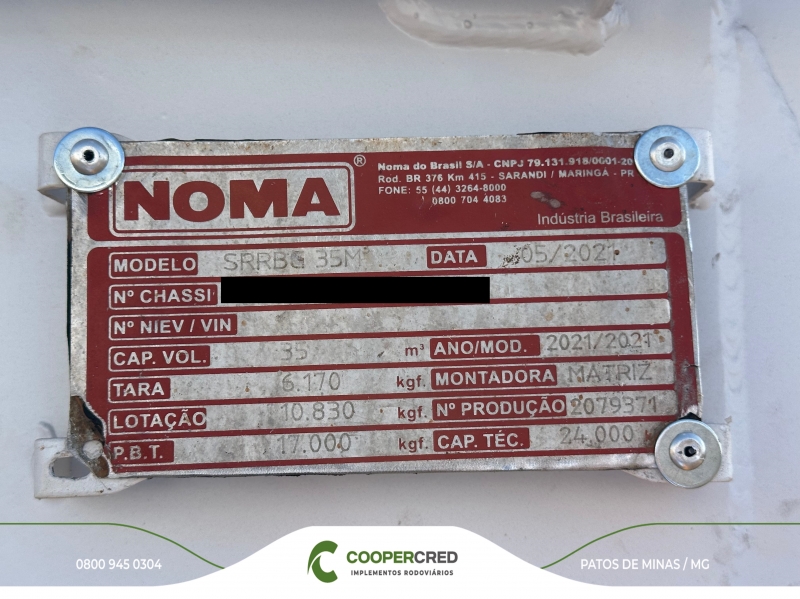 NOMA®
Noma do Brasil S/A - CNPJ 79.131.918/0001-20
Rod. BR 376 Km 415 - SARANDI / MARINGÁ - PR
FONE: 55 (44) 3264-8000
0800 704 4083
Indústria Brasileira
MODELO SRRBG 35M DATA 05/2021
Nº CHASSI
Nº NIEV / VIN
CAP. VOL. 35 m³ ANO/MOD. 2021/2021
TARA 6.170 kgf. MONTADORA MATRIZ
LOTAÇÃO 10.830 kgf. Nº PRODUÇÃO 2079371
P.B.T. 17.000 kgf. CAP. TÉC. 24.000
0800 945 0304
COOPERCRED
IMPLEMENTOS RODOVIÁRIOS
PATOS DE MINAS / MG